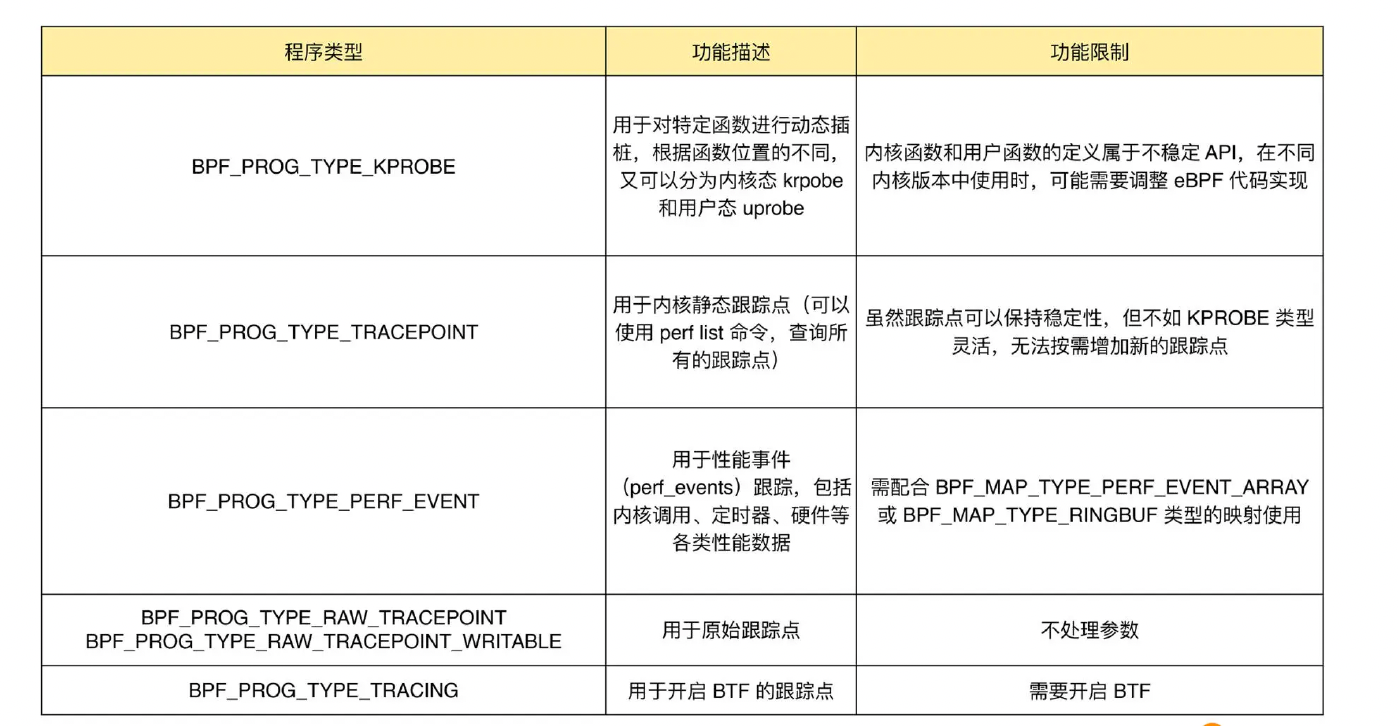 程序类型
功能描述
功能限制
BPF_PROG_TYPE_KPROBE
用于对特定函数进行动态插
桩，根据函数位置的不同，
又可以分为内核态 krpobe
和用户态 uprobe
内核函数和用户函数的定义属于不稳定 API，在不同
内核版本中使用时，可能需要调整 eBPF 代码实现
BPF_PROG_TYPE_TRACEPOINT
用于内核静态跟踪点（可以
使用 perf list 命令，查询所
有的跟踪点）
虽然跟踪点可以保持稳定性，但不如 KPROBE 类型
灵活，无法按需增加新的跟踪点
BPF_PROG_TYPE_PERF_EVENT
用于性能事件
（perf_events）跟踪，包括
内核调用、定时器、硬件等
各类性能数据
需配合 BPF_MAP_TYPE_PERF_EVENT_ARRAY
或 BPF_MAP_TYPE_RINGBUF 类型的映射使用
BPF_PROG_TYPE_RAW_TRACEPOINT
BPF_PROG_TYPE_RAW_TRACEPOINT_WRITABLE
用于原始跟踪点
不处理参数
BPF_PROG_TYPE_TRACING
用于开启 BTF 的跟踪点
需要开启 BTF